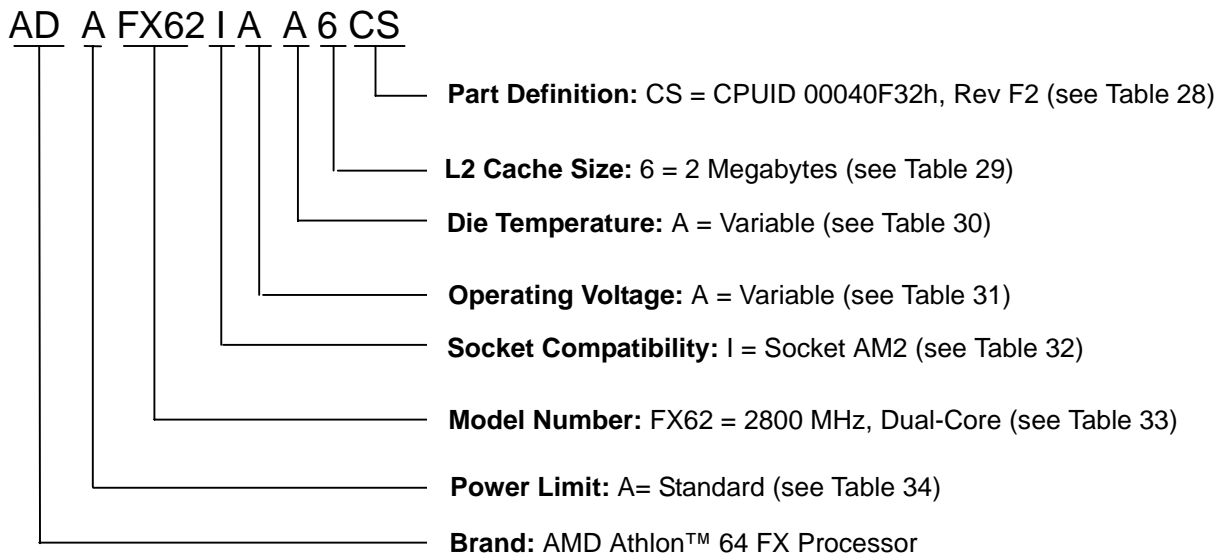 AD A FX62 I A A 6 CS
Part Definition: CS = CPUID 00040F32h, Rev F2 (see Table 28)
L2 Cache Size: 6 = 2 Megabytes (see Table 29)
Die Temperature: A = Variable (see Table 30)
Operating Voltage: A = Variable (see Table 31)
Socket Compatibility: I = Socket AM2 (see Table 32)
Model Number: FX62 = 2800 MHz, Dual-Core (see Table 33)
Power Limit: A= Standard (see Table 34)
Brand: AMD Athlon™ 64 FX Processor